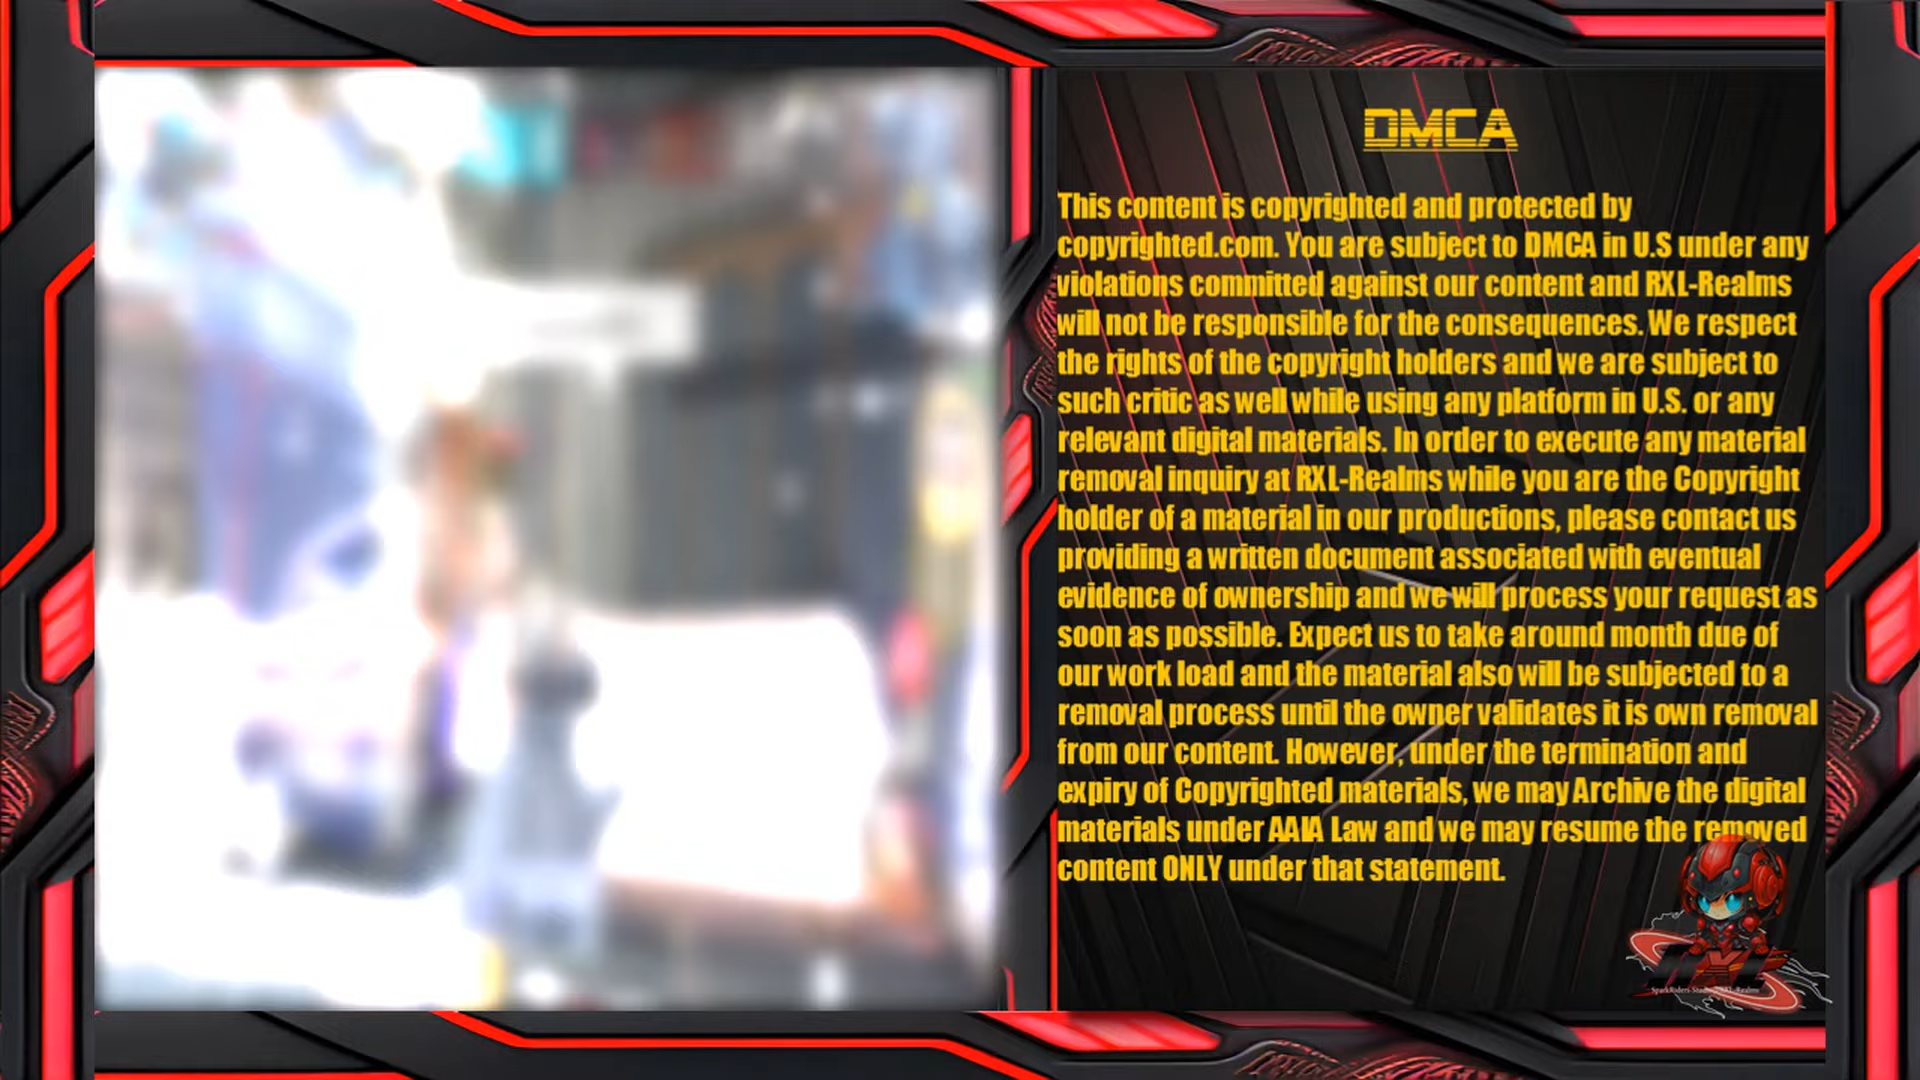 DMCA
This content is copyrighted and protected by
copyrighted.com. You are subject to DMCA in U.S under any
violations committed against our content and RXL-Realms
will not be responsible for the consequences. We respect
the rights of the copyright holders and we are subject to
such critic as well while using any platform in U.S. or any
relevant digital materials. In order to execute any material
removal inquiry at RXL-Realms while you are the Copyright
holder of a material in our productions, please contact us
providing a written document associated with eventual
evidence of ownership and we will process your request as
soon as possible. Expect us to take around month due of
our work load and the material also will be subjected to a
removal process until the owner validates it is own removal
from our content. However, under the termination and
expiry of Copyrighted materials, we may Archive the digital
materials under AAIA Law and we may resume the removed
content ONLY under that statement.